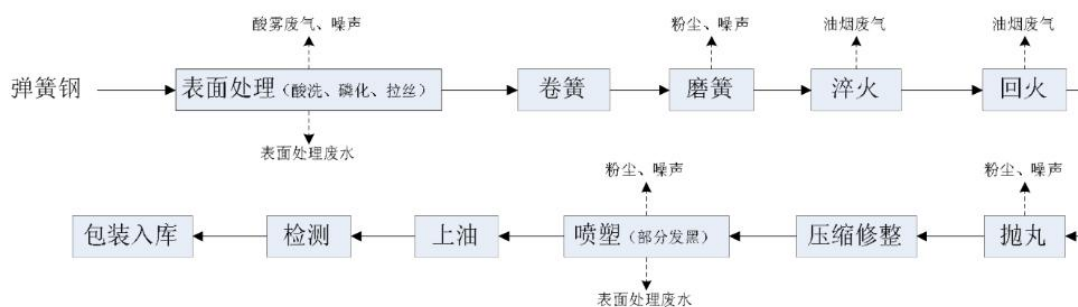 酸雾废气、噪声
粉尘、噪声
油烟废气
油烟废气
弹簧钢
表面处理（酸洗、磷化、拉丝）
卷簧
磨簧
淬火
回火
表面处理废水
粉尘、噪声
粉尘、噪声
包装入库
检测
上油
喷塑（部分发黑）
压缩修整
抛丸
表面处理废水